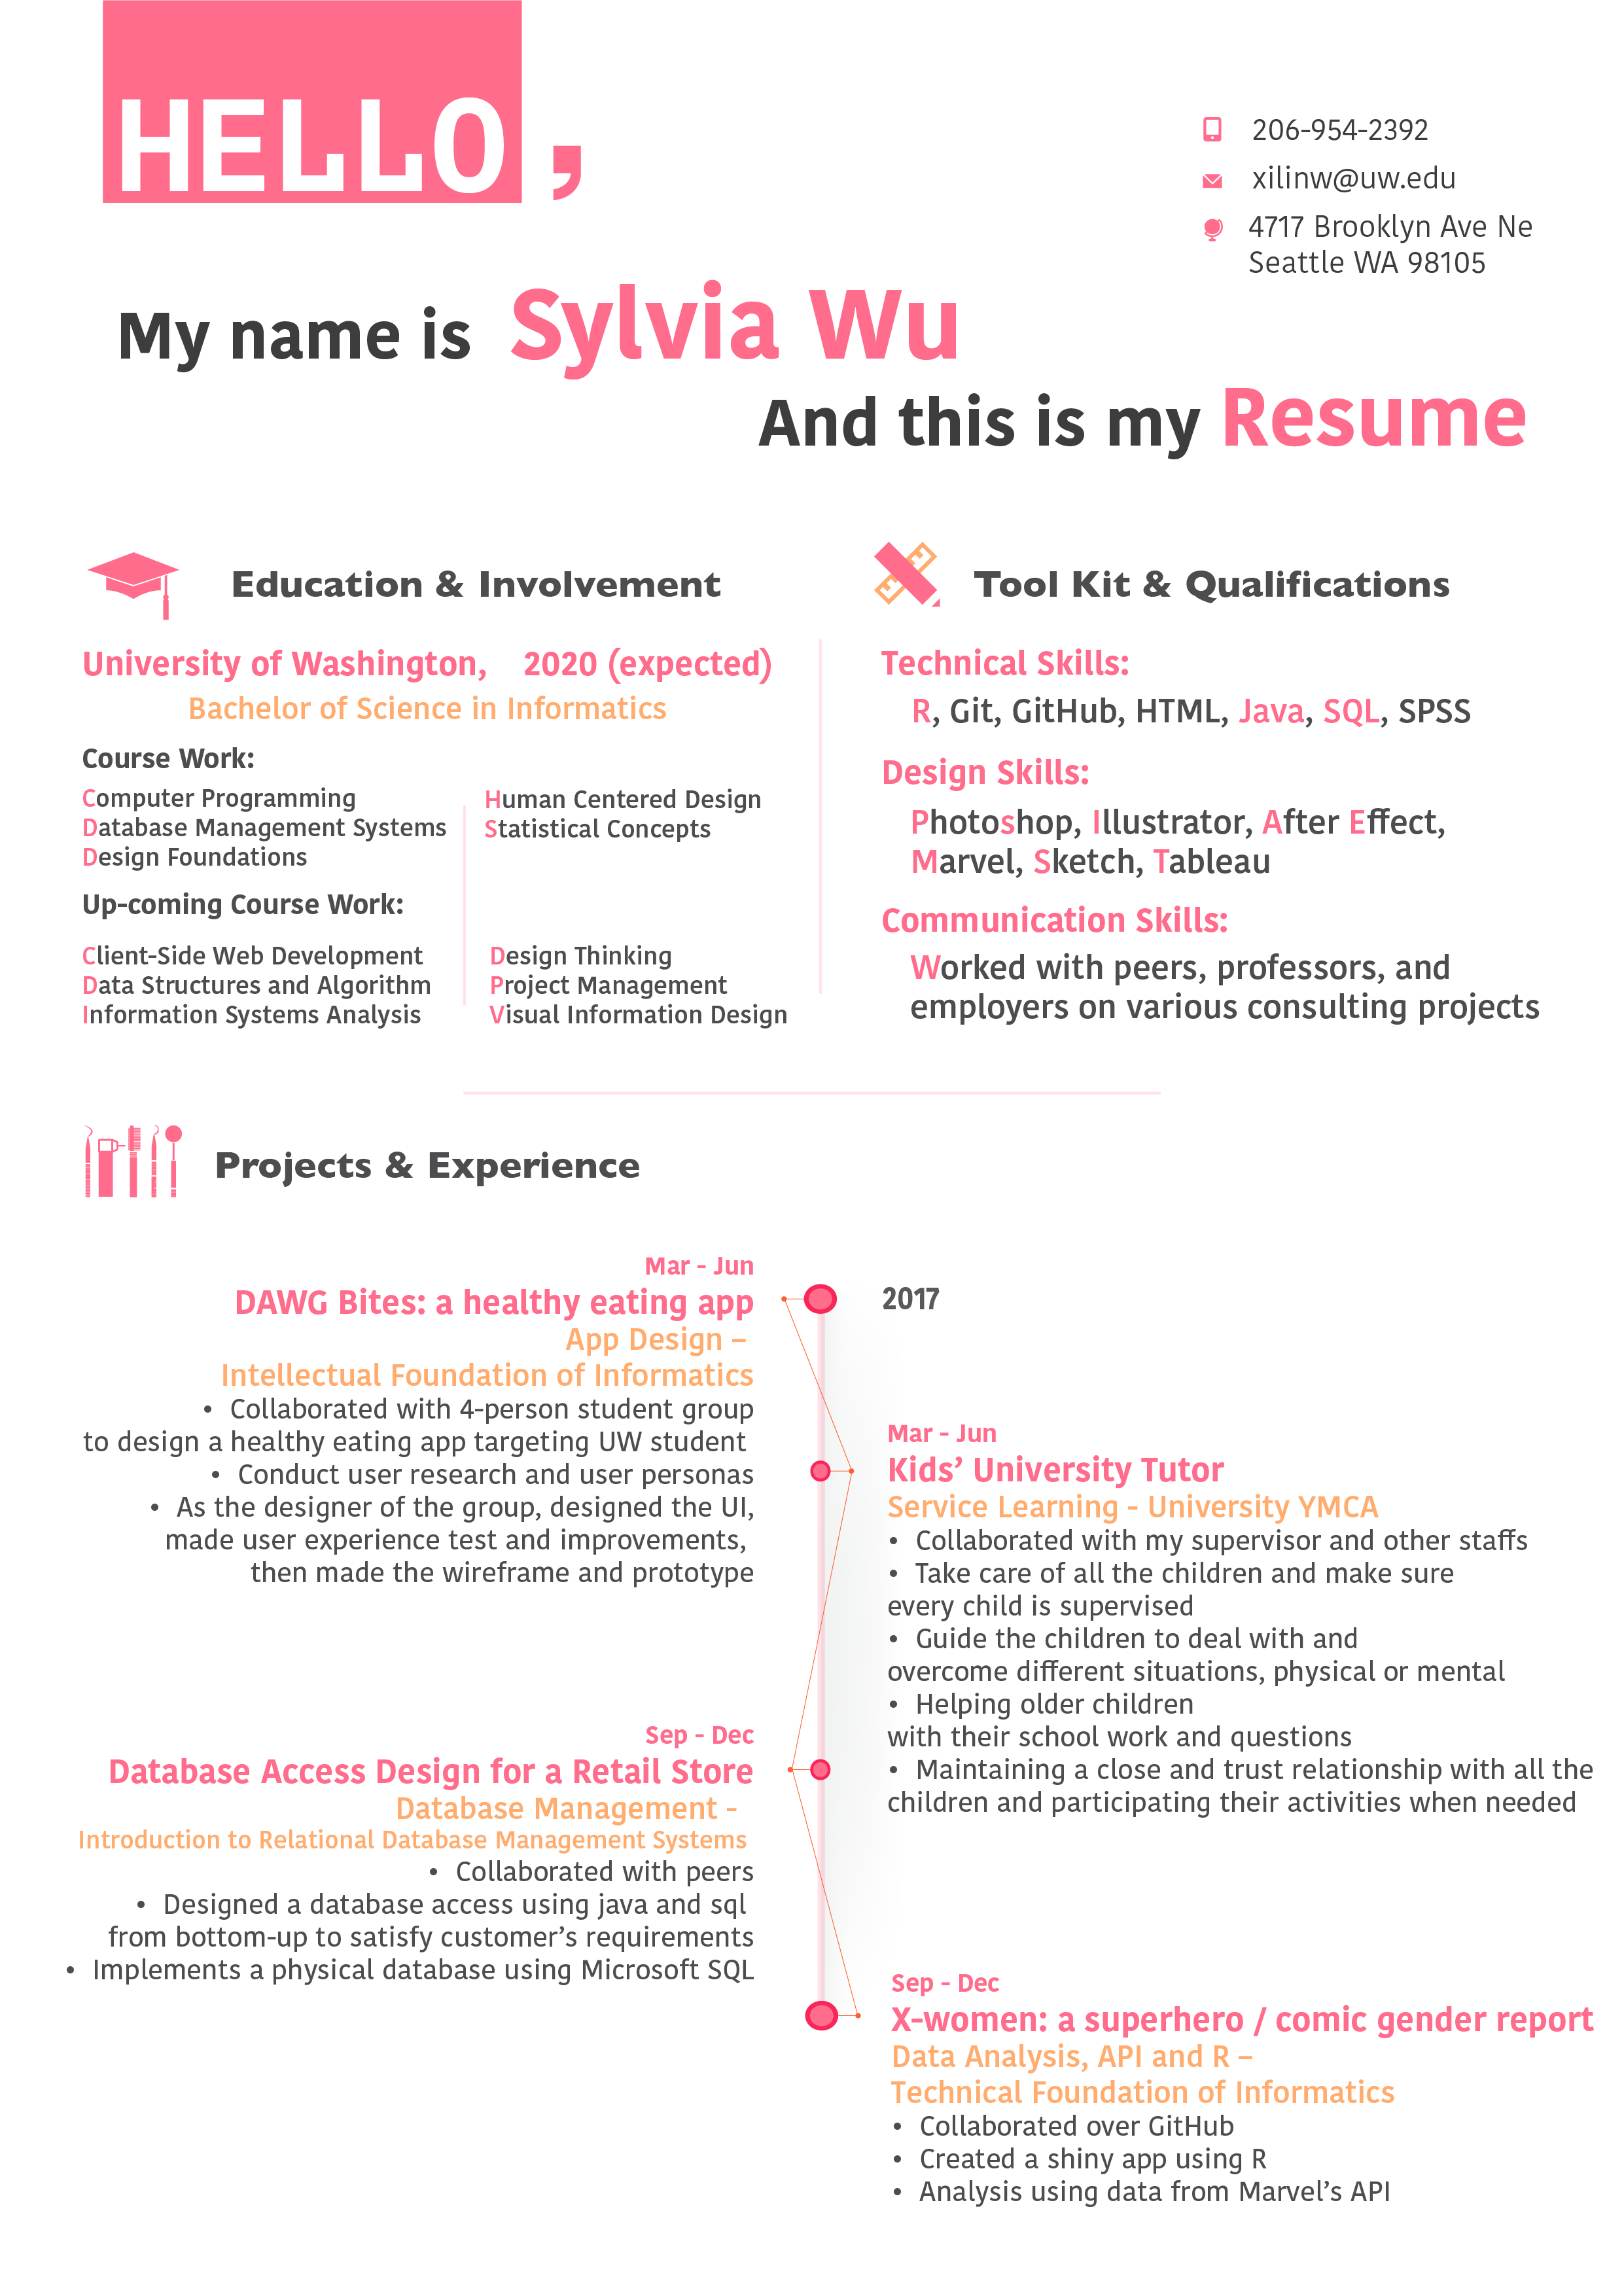 HELLO,
206-954-2392
xilinw@uw.edu
4717 Brooklyn Ave Ne
Seattle WA 98105
My name is Sylvia Wu
And this is my Resume
Education & Involvement
University of Washington, 2020 (expected)
Bachelor of Science in Informatics
Course Work:
Computer Programming
Database Management Systems
Design Foundations
Human Centered Design
Statistical Concepts
Up-coming Course Work:
Client-Side Web Development
Data Structures and Algorithm
Information Systems Analysis
Design Thinking
Project Management
Visual Information Design
Tool Kit & Qualifications
Technical Skills:
R, Git, GitHub, HTML, Java, SQL, SPSS
Design Skills:
Photoshop, Illustrator, After Effect,
Marvel, Sketch, Tableau
Communication Skills:
Worked with peers, professors, and
employers on various consulting projects
Projects & Experience
2017
Mar - Jun
DAWG Bites: a healthy eating app
App Design –
Intellectual Foundation of Informatics
• Collaborated with 4-person student group
to design a healthy eating app targeting UW student
• Conduct user research and user personas
• As the designer of the group, designed the UI,
made user experience test and improvements,
then made the wireframe and prototype
Mar - Jun
Kids’ University Tutor
Service Learning - University YMCA
• Collaborated with my supervisor and other staffs
• Take care of all the children and make sure
every child is supervised
• Guide the children to deal with and
overcome different situations, physical or mental
• Helping older children
with their school work and questions
• Maintaining a close and trust relationship with all the
children and participating their activities when needed
Sep - Dec
Database Access Design for a Retail Store
Database Management -
Introduction to Relational Database Management Systems
• Collaborated with peers
• Designed a database access using java and sql
from bottom-up to satisfy customer’s requirements
• Implements a physical database using Microsoft SQL
Sep - Dec
X-women: a superhero / comic gender report
Data Analysis, API and R –
Technical Foundation of Informatics
• Collaborated over GitHub
• Created a shiny app using R
• Analysis using data from Marvel’s API